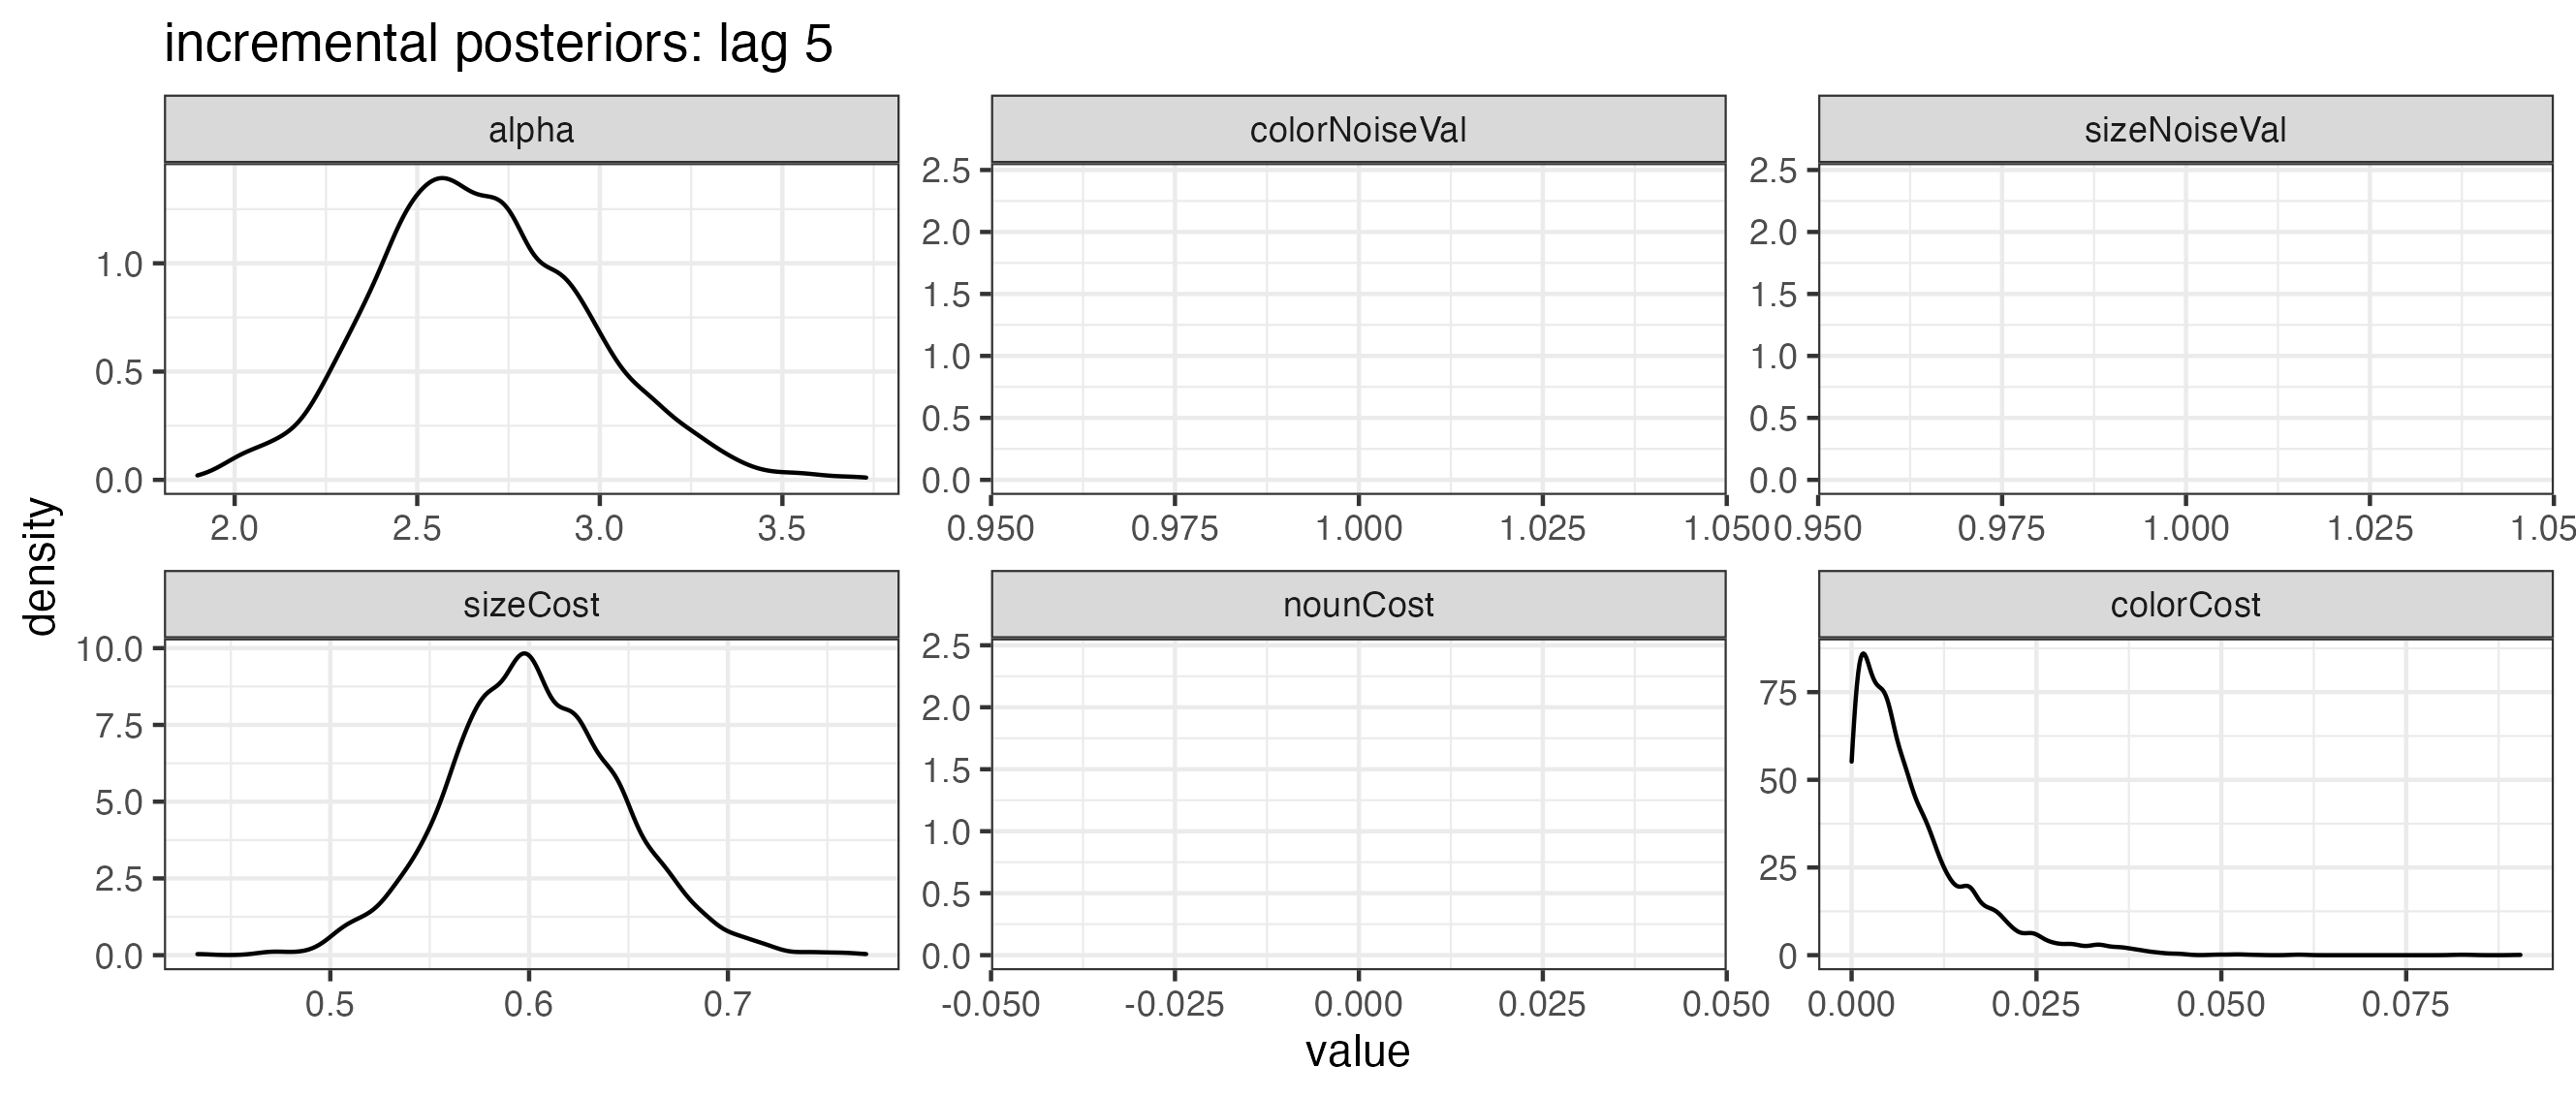 incremental posteriors: lag 5
alpha
colorNoiseVal
sizeNoiseVal
1.0
0.5
0.0
2.5
2.0
1.5
1.0
0.5
0.0
2.5
2.0
1.5
1.0
0.5
0.0
2.0 2.5 3.0 3.5
0.950 0.975 1.000 1.025 1.050
0.950 0.975 1.000 1.025 1.05
density
sizeCost
nounCost
colorCost
10.0
7.5
5.0
2.5
0.0
2.5
2.0
1.5
1.0
0.5
0.0
75
50
25
0
0.5 0.6 0.7
-0.050 -0.025 0.000 0.025 0.050
0.000 0.025 0.050 0.075
value